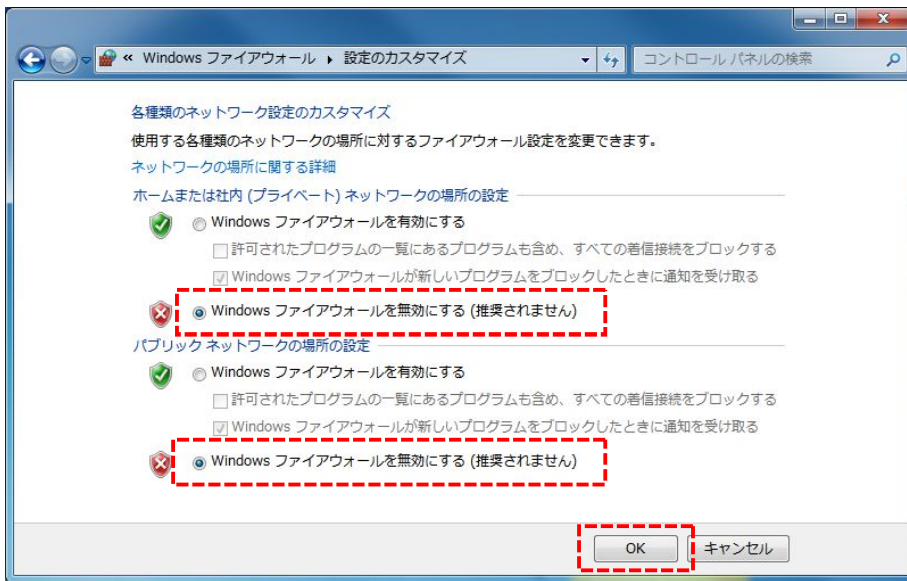 « Windows ファイアウォール ▸ 設定のカスタマイズ
コントロール パネルの検索
各種類のネットワーク設定のカスタマイズ
使用する各種類のネットワークの場所に対するファイアウォール設定を変更できます。
ネットワークの場所に関する詳細
ホームまたは社内 (プライベート) ネットワークの場所の設定
Windows ファイアウォールを有効にする
許可されたプログラムの一覧にあるプログラムも含め、すべての着信接続をブロックする
Windows ファイアウォールが新しいプログラムをブロックしたときに通知を受け取る
Windows ファイアウォールを無効にする (推奨されません)
パブリック ネットワークの場所の設定
Windows ファイアウォールを有効にする
許可されたプログラムの一覧にあるプログラムも含め、すべての着信接続をブロックする
Windows ファイアウォールが新しいプログラムをブロックしたときに通知を受け取る
Windows ファイアウォールを無効にする (推奨されません)
OK
キャンセル